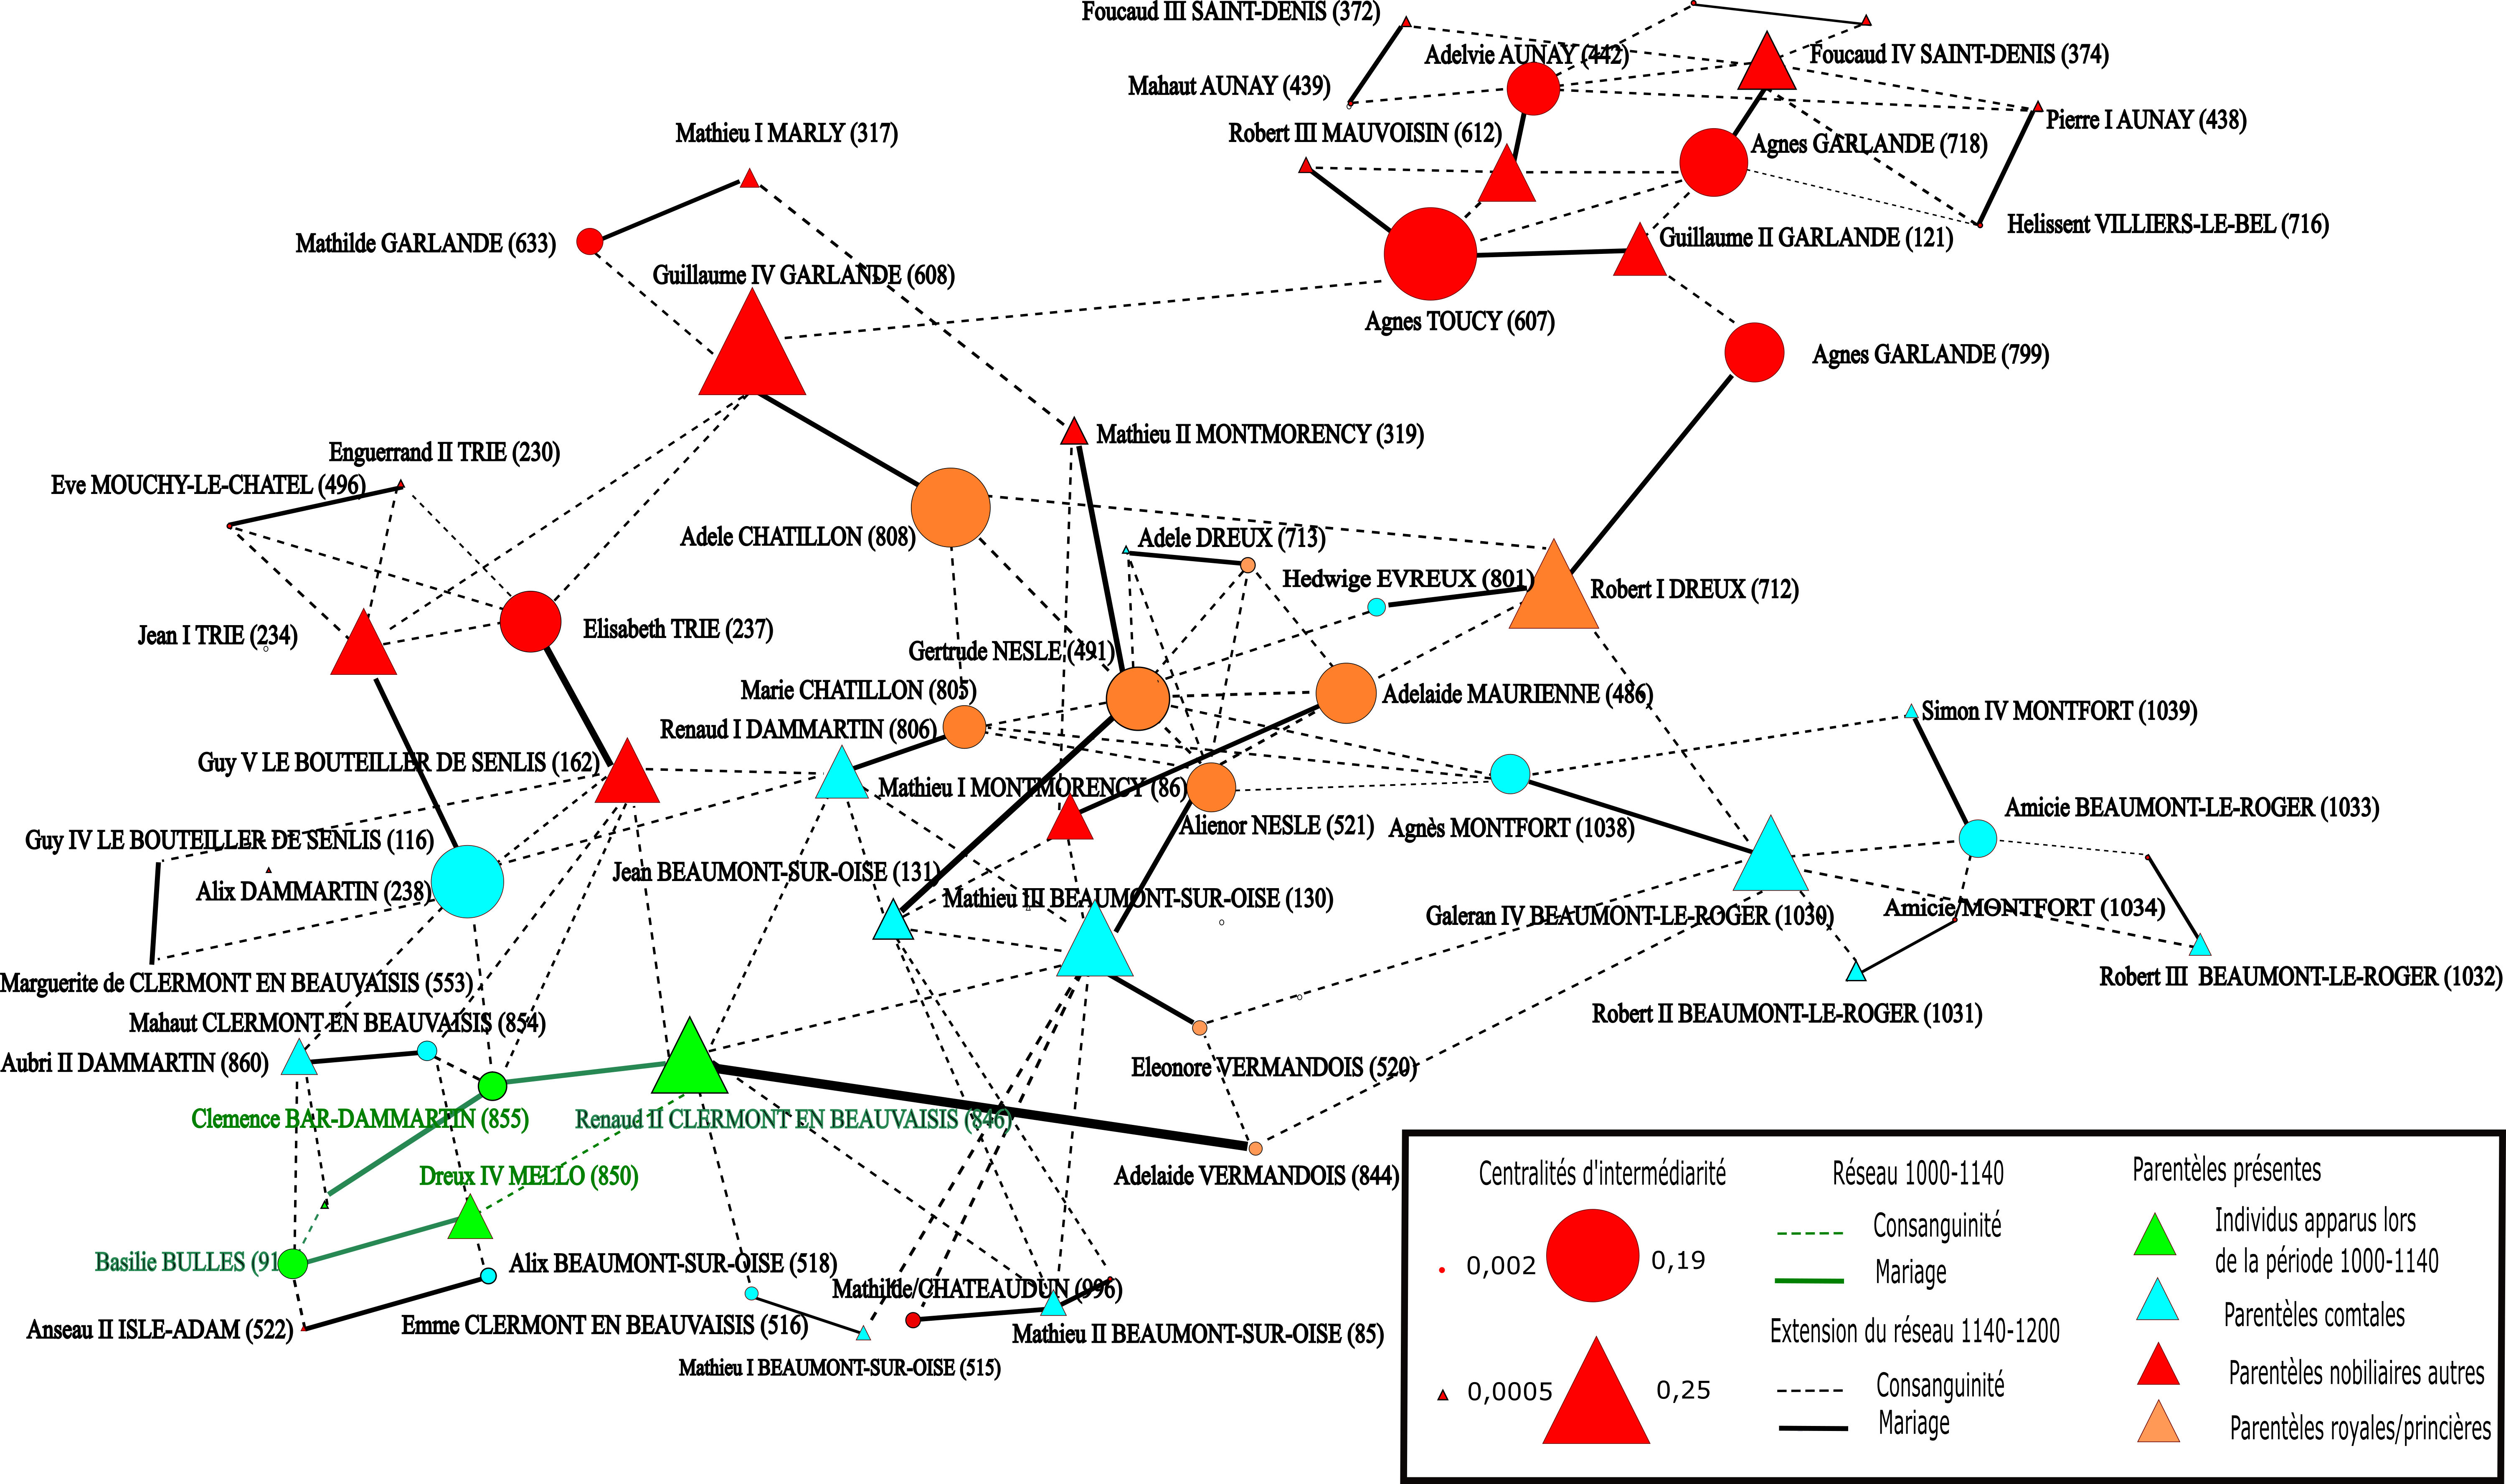 Foucaud III SAINT-DENIS (372)
Adelvie AUNAY (442)
Foucaud IV SAINT-DENIS (374)
Mahaut AUNAY (439)
Pierre I AUNAY (438)
Mathieu I MARLY (317)
Robert III MAUVOISIN (612)
Agnes GARLANDE (718)
Helissent VILLIERS-LE-BEL (716)
Mathilde GARLANDE (633)
Guillaume II GARLANDE (121)
Guillaume IV GARLANDE (608)
Agnes TOUCY (607)
Agnes GARLANDE (799)
Mathieu II MONTMORENCY (319)
Enguerrand II TRIE (230)
Eve MOUCHY-LE-CHATEL (496)
Adele CHATILLON (808)
Adele DREUX (713)
Hedwige EVREUX (801)
Robert I DREUX (712)
Jean I TRIE (234)
Elisabeth TRIE (237)
Gertrude NESLE (491)
Marie CHATILLON (805)
Adelaide MAURIENNE (486)
Simon IV MONTFORT (1039)
Renaud I DAMMARTIN (806)
Guy V LE BOUTEILLER DE SENLIS (162)
Mathieu I MONTMORENCY (86)
Amicie BEAUMONT-LE-ROGER (1033)
Alienor NESLE (521)
Agnès MONTFORT (1038)
Guy IV LE BOUTEILLER DE SENLIS (116)
Jean BEAUMONT-SUR-OISE (131)
Alix DAMMARTIN (238)
Mathieu III BEAUMONT-SUR-OISE (130)
Galeran IV BEAUMONT-LE-ROGER (1030)
Amicie MONTFORT (1034)
Marguerite de CLERMONT EN BEAUVAISIS (553)
Robert III BEAUMONT-LE-ROGER (1032)
Robert II BEAUMONT-LE-ROGER (1031)
Mahaut CLERMONT EN BEAUVAISIS (854)
Aubri II DAMMARTIN (860)
Eleonore VERMANDOIS (520)
Clemence BAR-DAMMARTIN (855)
Renaud II CLERMONT EN BEAUVAISIS (846)
Dreux IV MELLO (850)
Adelaide VERMANDOIS (844)
Basilie BULLES (91
Alix BEAUMONT-SUR-OISE (518)
Mathilde CHATEAUDUN (996)
Anseau II ISLE-ADAM (522)
Emme CLERMONT EN BEAUVAISIS (516)
Mathieu II BEAUMONT-SUR-OISE (85)
Mathieu I BEAUMONT-SUR-OISE (515)
Centralités d'intermédiarité
0,002
0,19
0,0005
0,25
Réseau 1000-1140
Consanguinité
Mariage
Extension du réseau 1140-1200
Consanguinité
Mariage
Parentèles présentes
Individus apparus lors
de la période 1000-1140
Parentèles comtales
Parentèles nobiliaires autres
Parentèles royales/princières